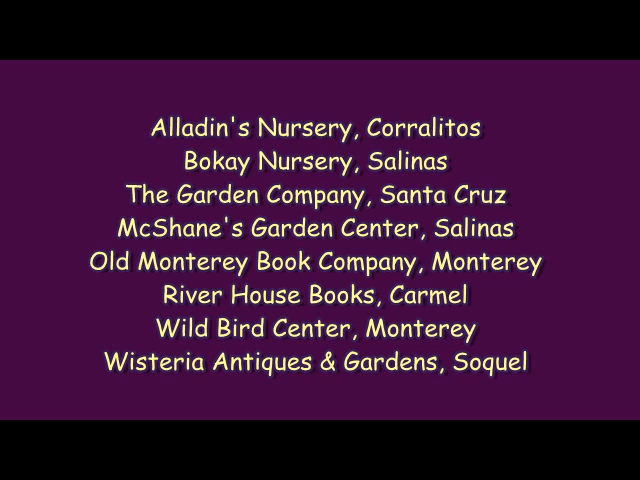 Alladin's Nursery, Corralitos
Bokay Nursery, Salinas
The Garden Company, Santa Cruz
McShane's Garden Center, Salinas
Old Monterey Book Company, Monterey
River House Books, Carmel
Wild Bird Center, Monterey
Wisteria Antiques & Gardens, Soquel